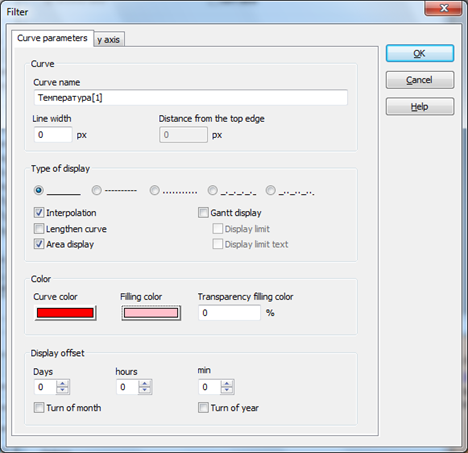 Filter
Curve parameters y axis
OK
Cancel
Help
Curve
Curve name
Температура[1]
Line width Distance from the top edge
0 px 0 px
Type of display
_______ ---------- ........... _._._._._ _.._.._.._
Interpolation Gantt display
Lengthen curve Display limit
Area display Display limit text
Color
Curve color Filling color Transparency filling color
0 %
Display offset
Days hours min
0 0 0
Turn of month Turn of year